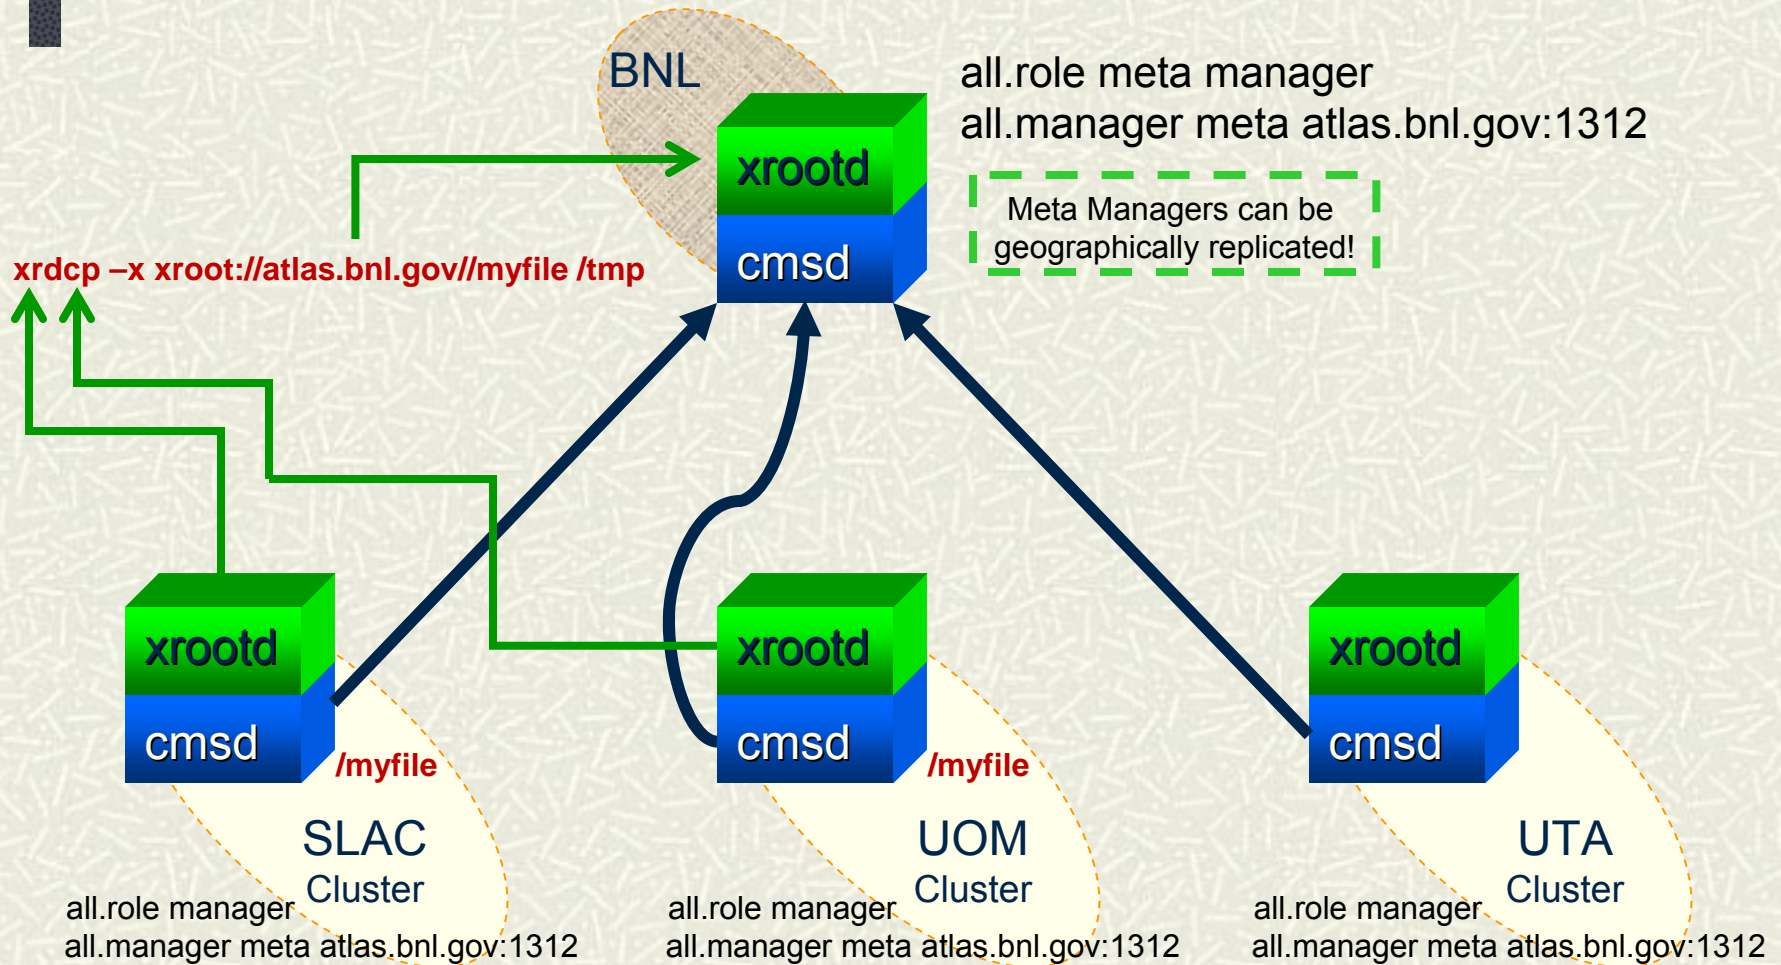 BNL
all.role meta manager
all.manager meta atlas.bnl.gov:1312
xrootd
cmsd
Meta Managers can be
geographically replicated!
xrdcp –x xroot://atlas.bnl.gov//myfile /tmp
xrootd
cmsd
/myfile
SLAC
Cluster
all.role manager
all.manager meta atlas.bnl.gov:1312
xrootd
cmsd
/myfile
UOM
Cluster
all.role manager
all.manager meta atlas.bnl.gov:1312
xrootd
cmsd
UTA
Cluster
all.role manager
all.manager meta atlas.bnl.gov:1312